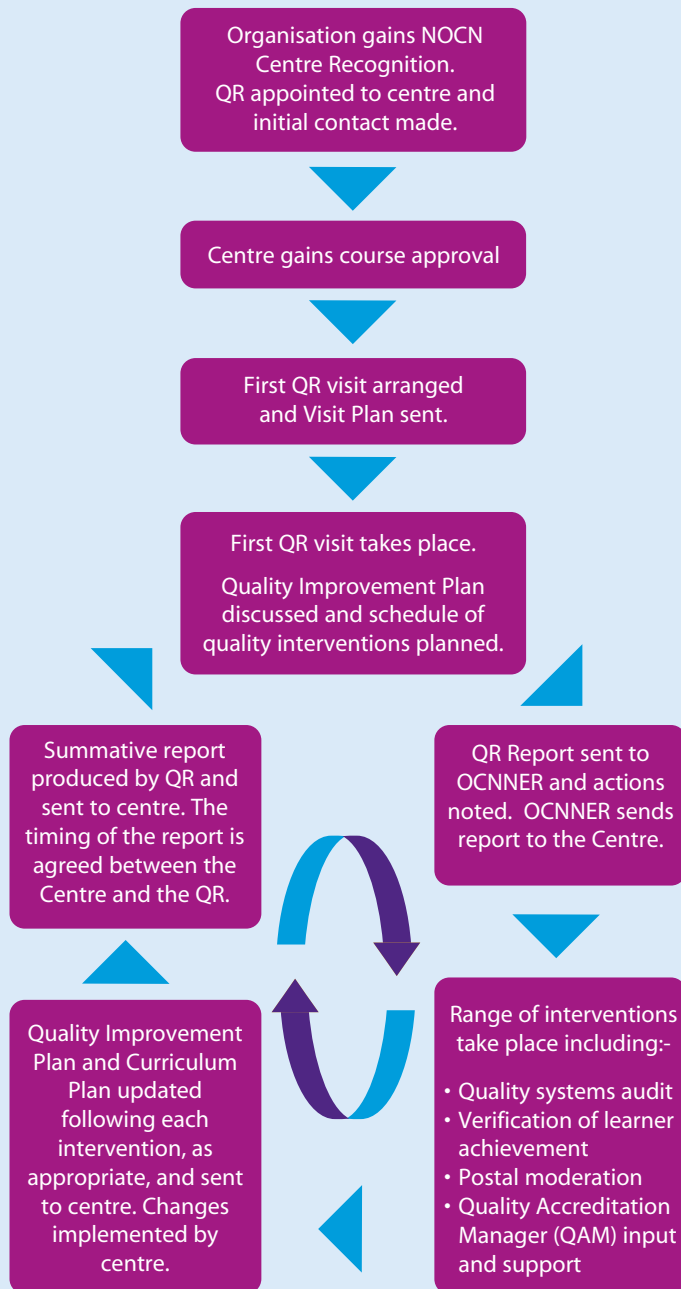 Organisation gains NOCN
Centre Recognition.
QR appointed to centre and
initial contact made.
Centre gains course approval
First QR visit arranged
and Visit Plan sent.
First QR visit takes place.
Quality Improvement Plan
discussed and schedule of
quality interventions planned.
QR Report sent to
OCNNER and actions
noted.  OCNNER sends
report to the Centre.
Range of interventions
take place including:-
• Quality systems audit
• Verification of learner
achievement
• Postal moderation
• Quality Accreditation
Manager (QAM) input
and support
Quality Improvement
Plan and Curriculum
Plan updated
following each
intervention, as
appropriate, and sent
to centre. Changes
implemented by
centre.
Summative report
produced by QR and
sent to centre. The
timing of the report is
agreed between the
Centre and the QR.